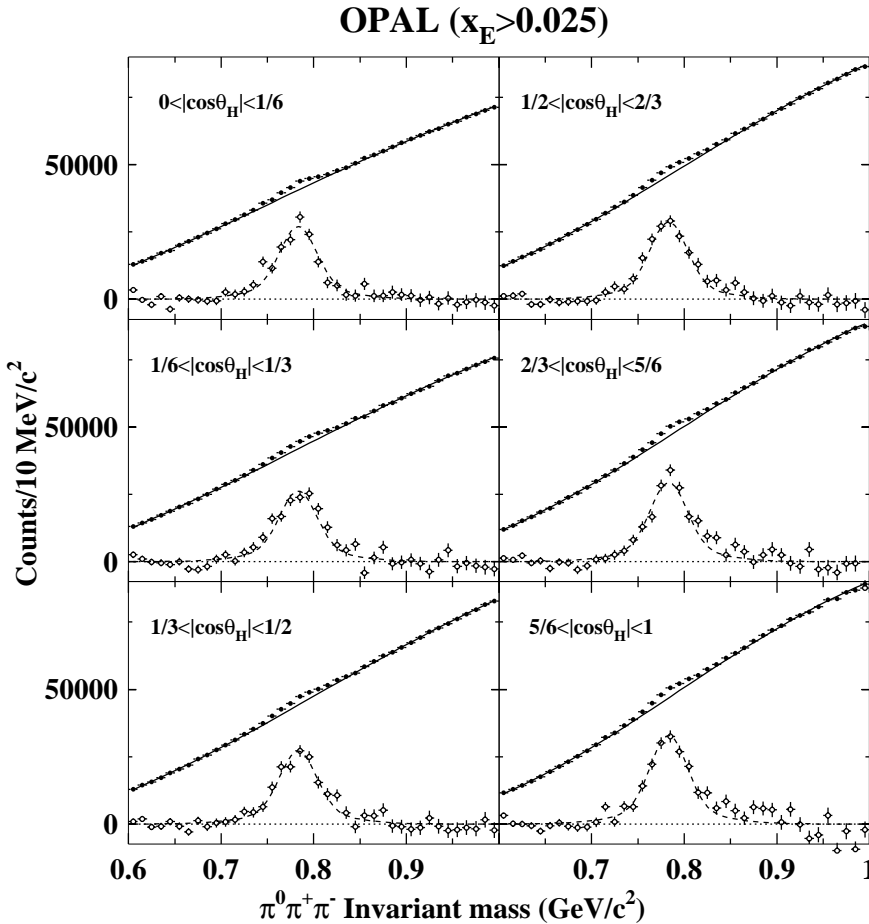 OPAL (x_E>0.025)
0<|cosθ_H|<1/6
1/2<|cosθ_H|<2/3
50000
0
1/6<|cosθ_H|<1/3
2/3<|cosθ_H|<5/6
50000
0
1/3<|cosθ_H|<1/2
5/6<|cosθ_H|<1
50000
0
Counts/10 MeV/c²
0.6 0.7 0.8 0.9 0.7 0.8 0.9 1
π⁰π⁺π⁻ Invariant mass (GeV/c²)